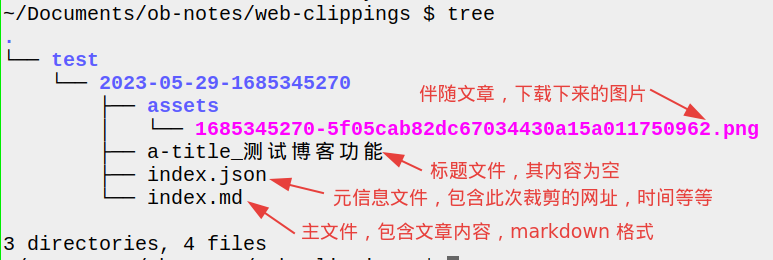 ~/Documents/ob-notes/web-clippings $ tree
.
└── test
    └── 2023-05-29-1685345270
        ├── assets
        │   └── 1685345270-5f05cab82dc67034430a15a011750962.png
        ├── a-title_测试博客功能
        ├── index.json
        └── index.md
伴随文章，下载下来的图片
标题文件，其内容为空
元信息文件，包含此次裁剪的网址，时间等等
主文件，包含文章内容，markdown 格式
3 directories, 4 files